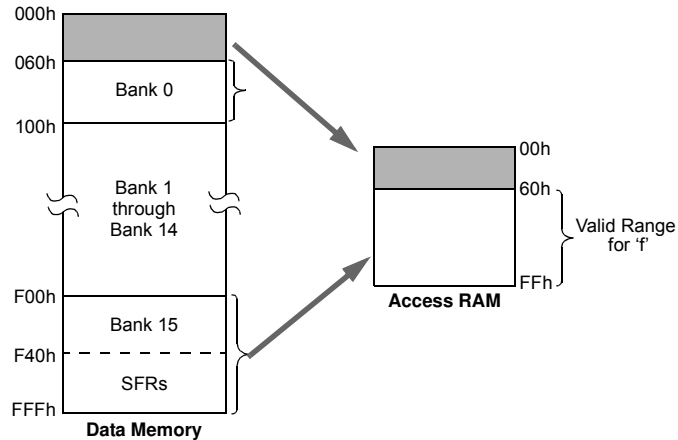 000h
060h
Bank 0
100h
Bank 1
through
Bank 14
F00h
Bank 15
F40h
SFRs
FFFh
Data Memory
00h
60h
Valid Range
for ‘f’
FFh
Access RAM